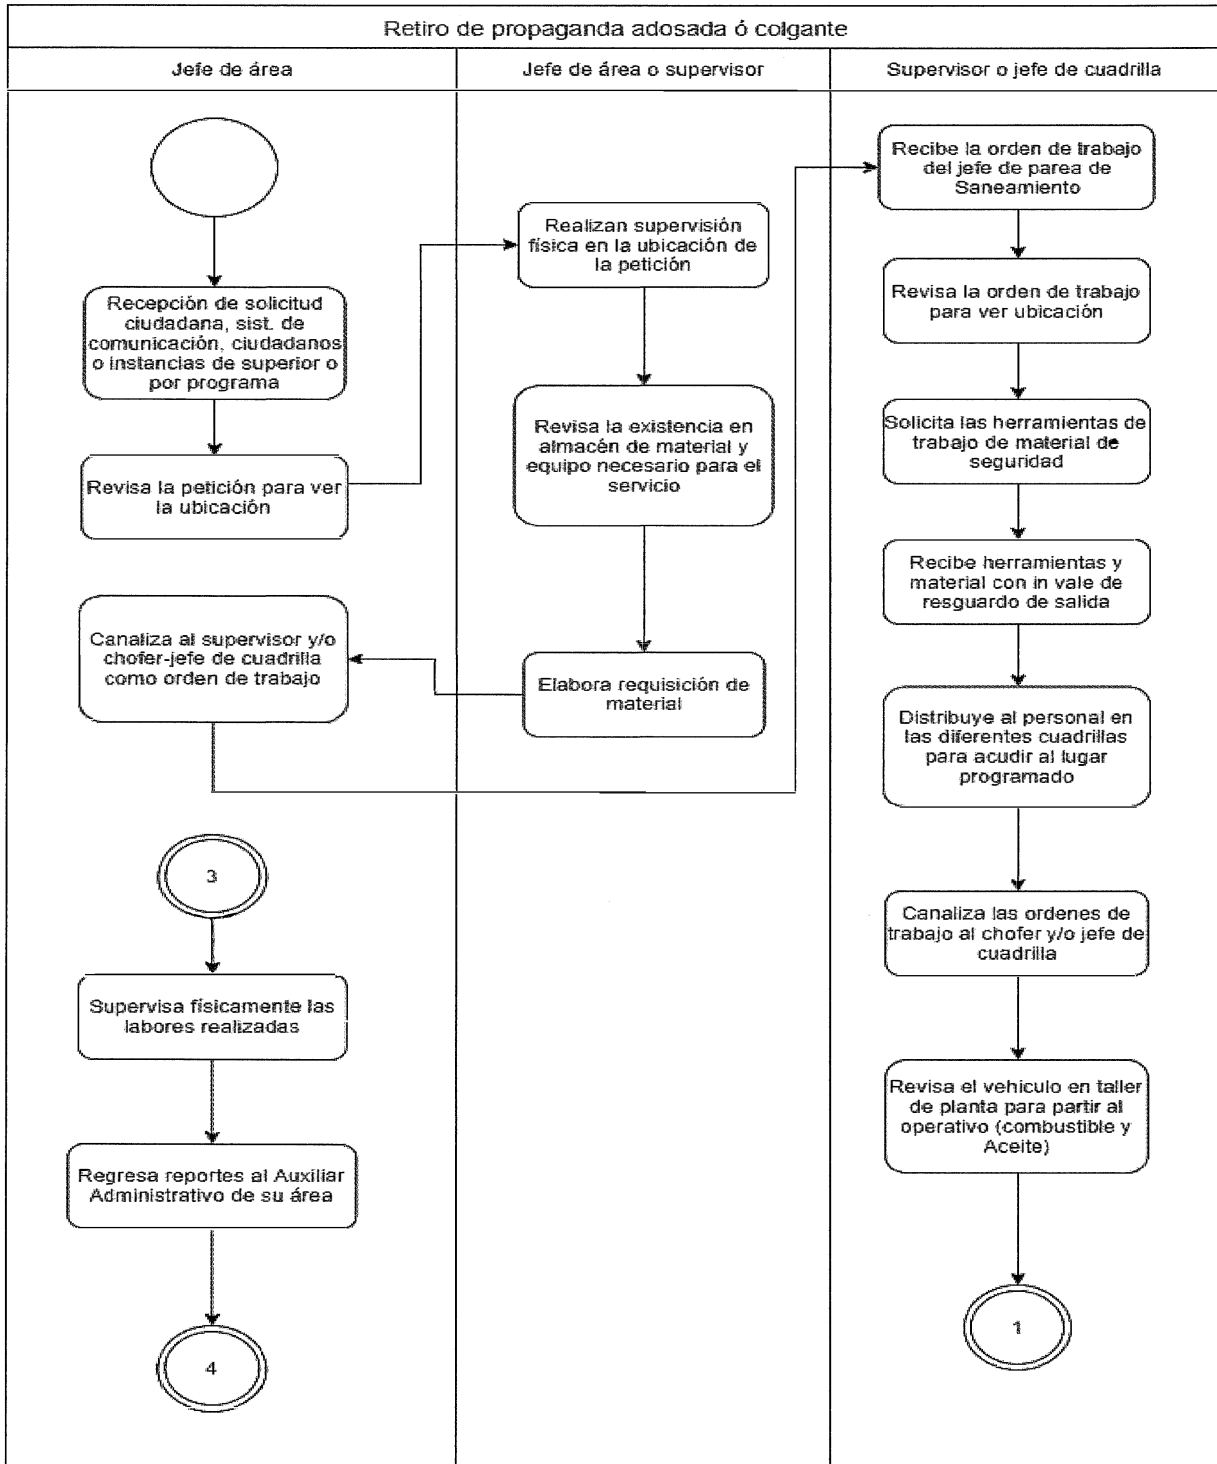 Retiro de propaganda adosada ó colgante
Jefe de área
Jefe de área o supervisor
Supervisor o jefe de cuadrilla
Recepción de solicitud
ciudadana, sist. de
comunicación, ciudadanos
o instancias de superior o
por programa
Revisa la petición para ver
la ubicación
Realizan supervisión
física en la ubicación de
la petición
Revisa la existencia en
almacén de material y
equipo necesario para el
servicio
Elabora requisición de
material
Canaliza al supervisor y/o
chofer-jefe de cuadrilla
como orden de trabajo
Recibe la orden de trabajo
del jefe de parea de
Saneamiento
Revisa la orden de trabajo
para ver ubicación
Solicita las herramientas de
trabajo de material de
seguridad
Recibe herramientas y
material con in vale de
resguardo de salida
Distribuye al personal en
las diferentes cuadrillas
para acudir al lugar
programado
Canaliza las ordenes de
trabajo al chofer y/o jefe de
cuadrilla
Revisa el vehiculo en taller
de planta para partir al
operativo (combustible y
Aceite)
1
3
Supervisa físicamente las
labores realizadas
Regresa reportes al Auxiliar
Administrativo de su área
4